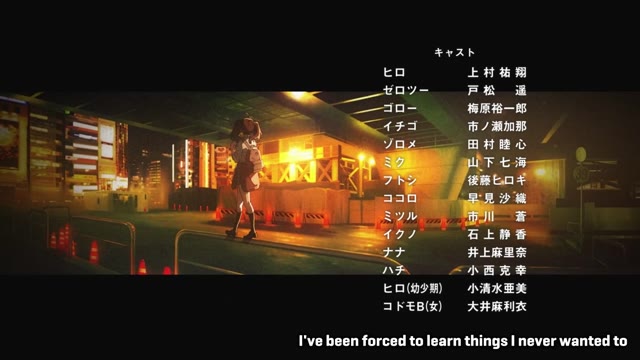 キャスト
ヒロ 上村祐翔
ゼロツー 戸松 遥
ゴロー 梅原裕一郎
イチゴ 市ノ瀬加那
ゾロメ 田村睦心
ミク 山下七海
フトシ 後藤ヒロキ
ココロ 早見沙織
ミツル 市川 蒼
イクノ 石上静香
ナナ 井上麻里奈
ハチ 小西克幸
ヒロ(幼少期) 小清水亜美
コドモB(女) 大井麻利衣
I've been forced to learn things I never wanted to